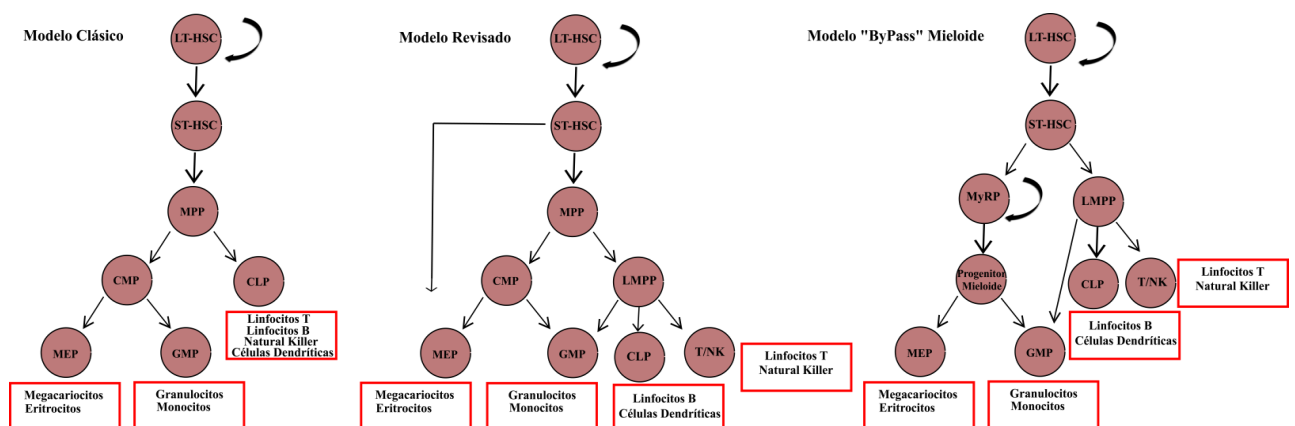 Modelo Clásico
LT-HSC
ST-HSC
MPP
CMP
CLP
Linfocitos T
Linfocitos B
Natural Killer
Células Dendríticas
MEP
GMP
Megacariocitos
Eritrocitos
Granulocitos
Monocitos
Modelo Revisado
LT-HSC
ST-HSC
MPP
CMP
LMPP
MEP
GMP
CLP
T/NK
Linfocitos T
Natural Killer
Megacariocitos
Eritrocitos
Granulocitos
Monocitos
Linfocitos B
Células Dendríticas
Modelo "ByPass" Mieloide
LT-HSC
ST-HSC
MyRP
LMPP
Progenitor
Mieloide
CLP
T/NK
Linfocitos T
Natural Killer
Linfocitos B
Células Dendríticas
MEP
GMP
Megacariocitos
Eritrocitos
Granulocitos
Monocitos